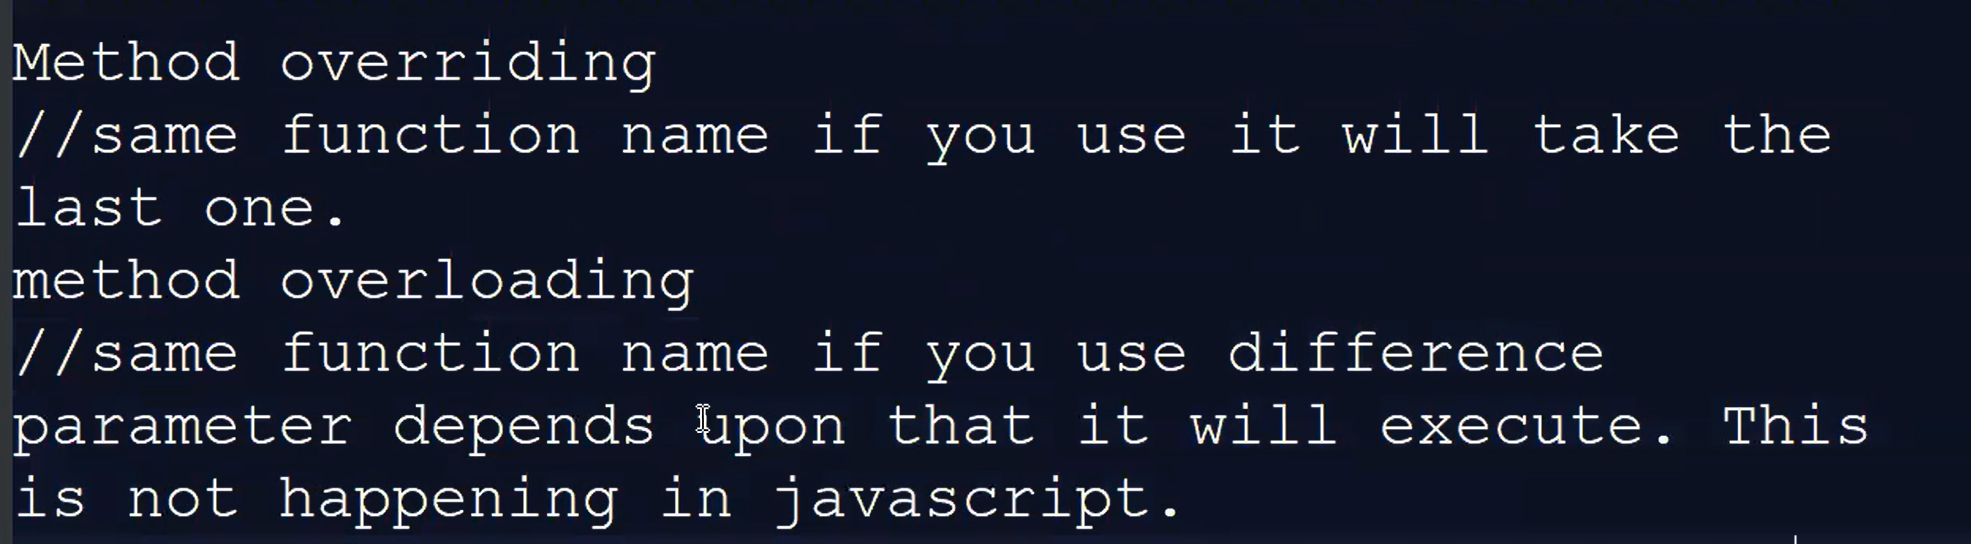 Method overriding
//same function name if you use it will take the
last one.
method overloading
//same function name if you use difference
parameter depends upon that it will execute. This
is not happening in javascript.